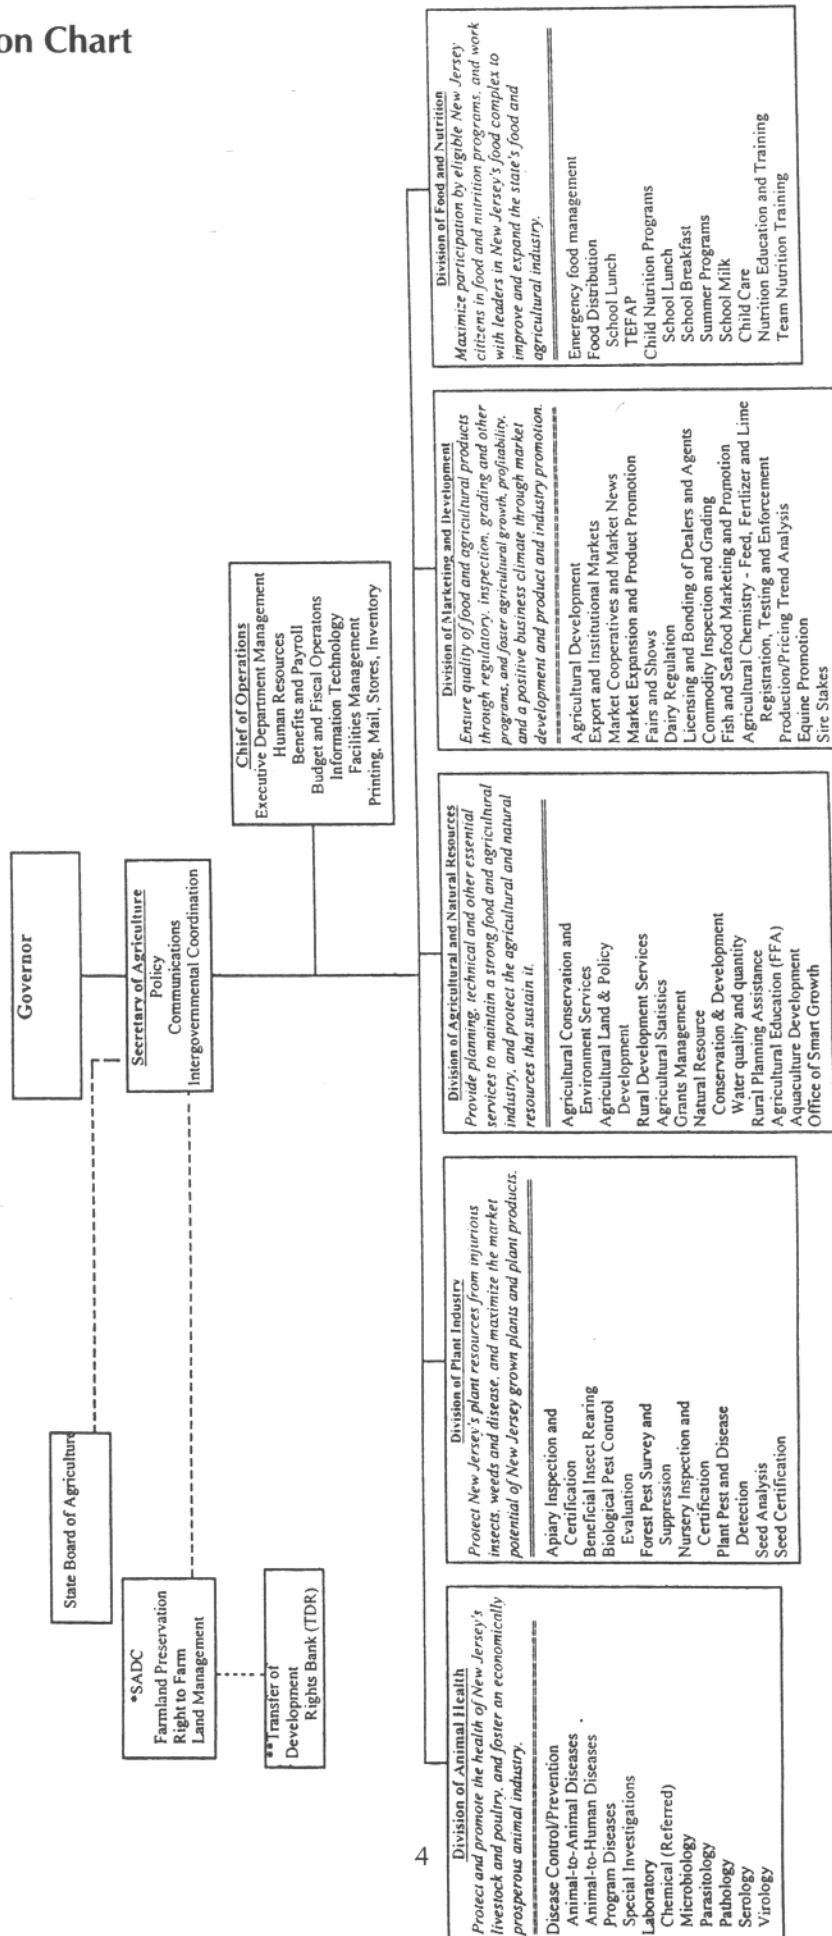 on Chart
Governor
Secretary of Agriculture
Policy
Communications
Intergovernmental Coordination
State Board of Agriculture
*SADC
Farmland Preservation
Right to Farm
Land Management
**Transfer of
Development
Rights Bank (TDR)
Chief of Operations
Executive Department Management
Human Resources
Benefits and Payroll
Budget and Fiscal Operatons
Information Technology
Facilities Management
Printing, Mail, Stores, Inventory
Division of Animal Health
Protect and promote the health of New Jersey's
livestock and poultry, and foster an economically
prosperous animal industry.
Disease Control/Prevention
Animal-to-Animal Diseases
Animal-to-Human Diseases
Program Diseases
Special Investigations
Laboratory
Chemical (Referred)
Microbiology
Parasitology
Pathology
Serology
Virology
Division of Plant Industry
Protect New Jersey's plant resources from injurious
insects, weeds and disease, and maximize the market
potential of New Jersey grown plants and plant products.
Apiary Inspection and
Certification
Beneficial Insect Rearing
Biological Pest Control
Evaluation
Forest Pest Survey and
Suppression
Nursery Inspection and
Certification
Plant Pest and Disease
Detection
Seed Analysis
Seed Certification
Division of Agricultural and Natural Resources
Provide planning, technical and other essential
services to maintain a strong food and agricultural
industry, and protect the agricultural and natural
resources that sustain it.
Agricultural Conservation and
Environment Services
Agricultural Land & Policy
Development
Rural Development Services
Agricultural Statistics
Grants Management
Natural Resource
Conservation & Development
Water quality and quantity
Rural Planning Assistance
Agricultural Education (FFA)
Aquaculture Development
Office of Smart Growth
Division of Marketing and Development
Ensure quality of food and agricultural products
through regulatory, inspection, grading and other
programs, and foster agricultural growth, profitability,
and a positive business climate through market
development and product and industry promotion.
Agricultural Development
Export and Institutional Markets
Market Cooperatives and Market News
Market Expansion and Product Promotion
Fairs and Shows
Dairy Regulation
Licensing and Bonding of Dealers and Agents
Commodity Inspection and Grading
Fish and Seafood Marketing and Promotion
Agricultural Chemistry - Feed, Fertlizer and Lime
Registration, Testing and Enforcement
Production/Pricing Trend Analysis
Equine Promotion
Sire Stakes
Division of Food and Nutrition
Maximize participation by eligible New Jersey
citizens in food and nutrition programs, and work
with leaders in New Jersey's food complex to
improve and expand the state's food and
agricultural industry.
Emergency food management
Food Distribution
School Lunch
TEFAP
Child Nutrition Programs
School Lunch
School Breakfast
Summer Programs
School Milk
Child Care
Nutrition Education and Training
Team Nutrition Training
4